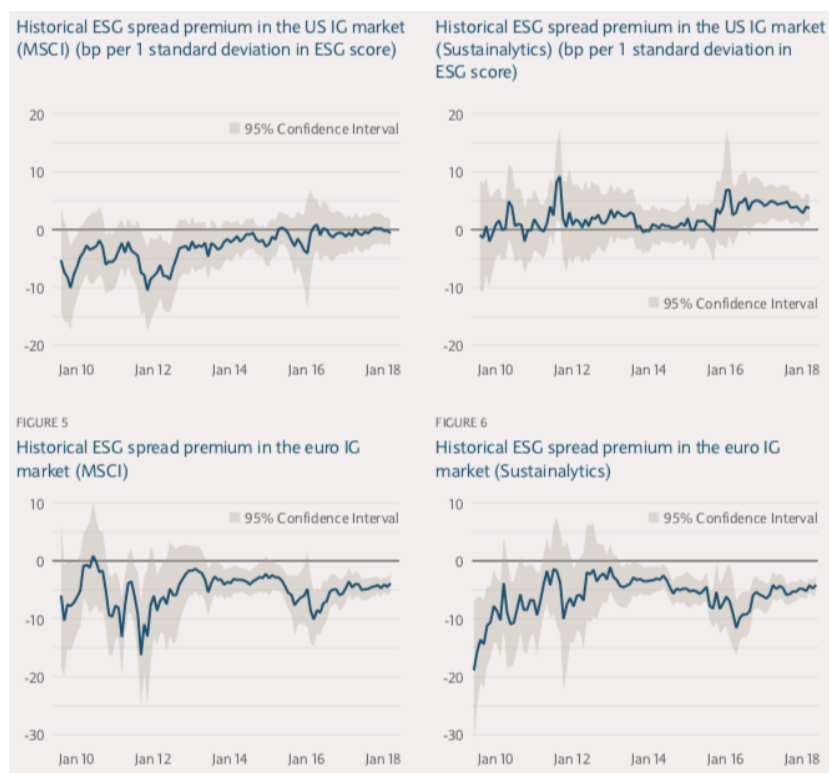 Historical ESG spread premium in the US IG market
(MSCI) (bp per 1 standard deviation in ESG score)
20
95% Confidence Interval
10
0
-10
-20
Jan 10
Jan 12
Jan 14
Jan 16
Jan 18
Historical ESG spread premium in the US IG market
(Sustainalytics) (bp per 1 standard deviation in
ESG score)
20
10
0
-10
95% Confidence Interval
-20
Jan 10
Jan 12
Jan 14
Jan 16
Jan 18
FIGURE 5
Historical ESG spread premium in the euro IG
market (MSCI)
10
95% Confidence Interval
0
-10
-20
-30
Jan 10
Jan 12
Jan 14
Jan 16
Jan 18
FIGURE 6
Historical ESG spread premium in the euro IG
market (Sustainalytics)
10
95% Confidence Interval
0
-10
-20
-30
Jan 10
Jan 12
Jan 14
Jan 16
Jan 18